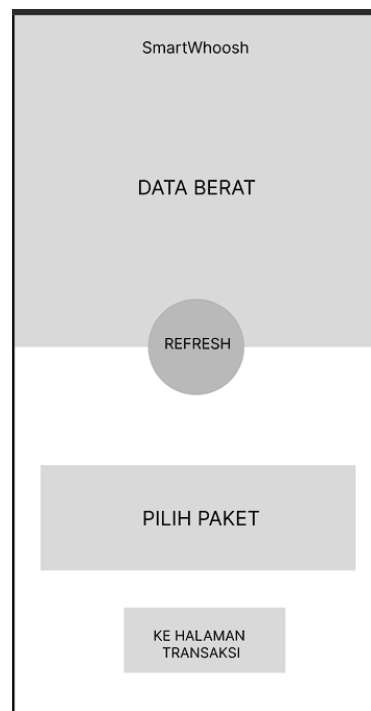 SmartWhoosh
DATA BERAT
REFRESH
PILIH PAKET
KE HALAMAN
TRANSAKSI